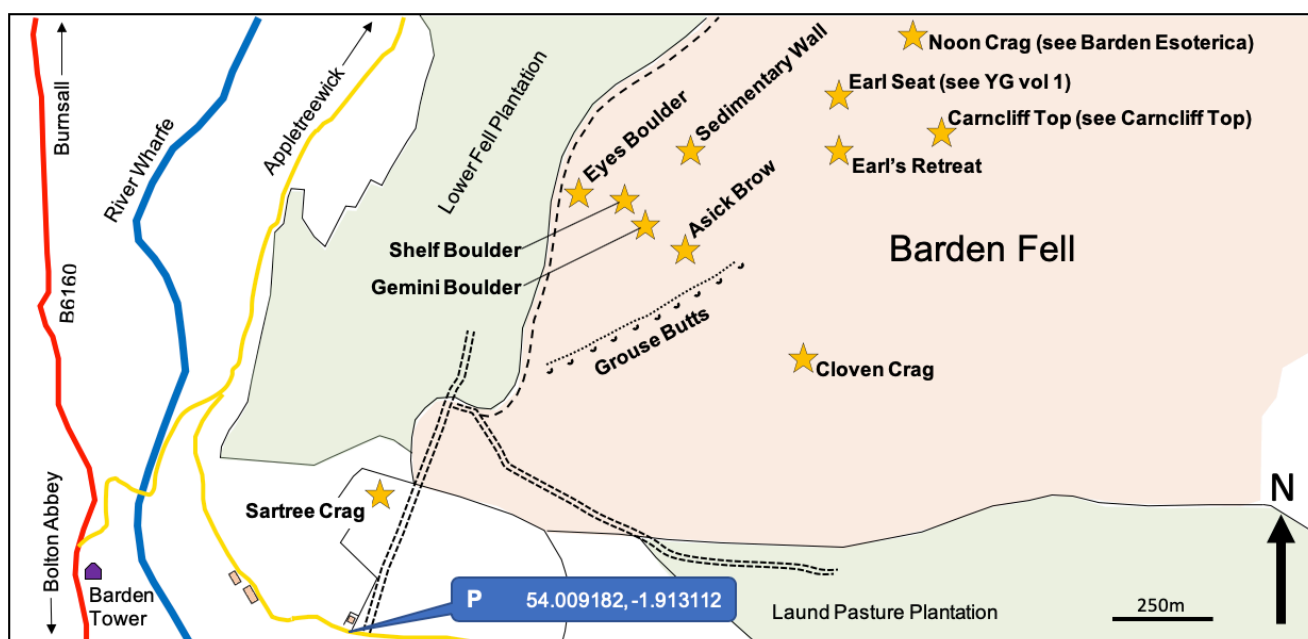 Burnsall
River Wharfe
Appletreewick
Lower Fell Plantation
Eyes Boulder
Sedimentary Wall
Noon Crag (see Barden Esoterica)
Earl Seat (see YG vol 1)
Carncliff Top (see Carncliff Top)
Earl’s Retreat
Shelf Boulder
Asick Brow
Gemini Boulder
Barden Fell
B6160
Grouse Butts
Cloven Crag
Sartree Crag
N
Bolton Abbey
Barden
Tower
P 54.009182,-1.913112
Laund Pasture Plantation
250m